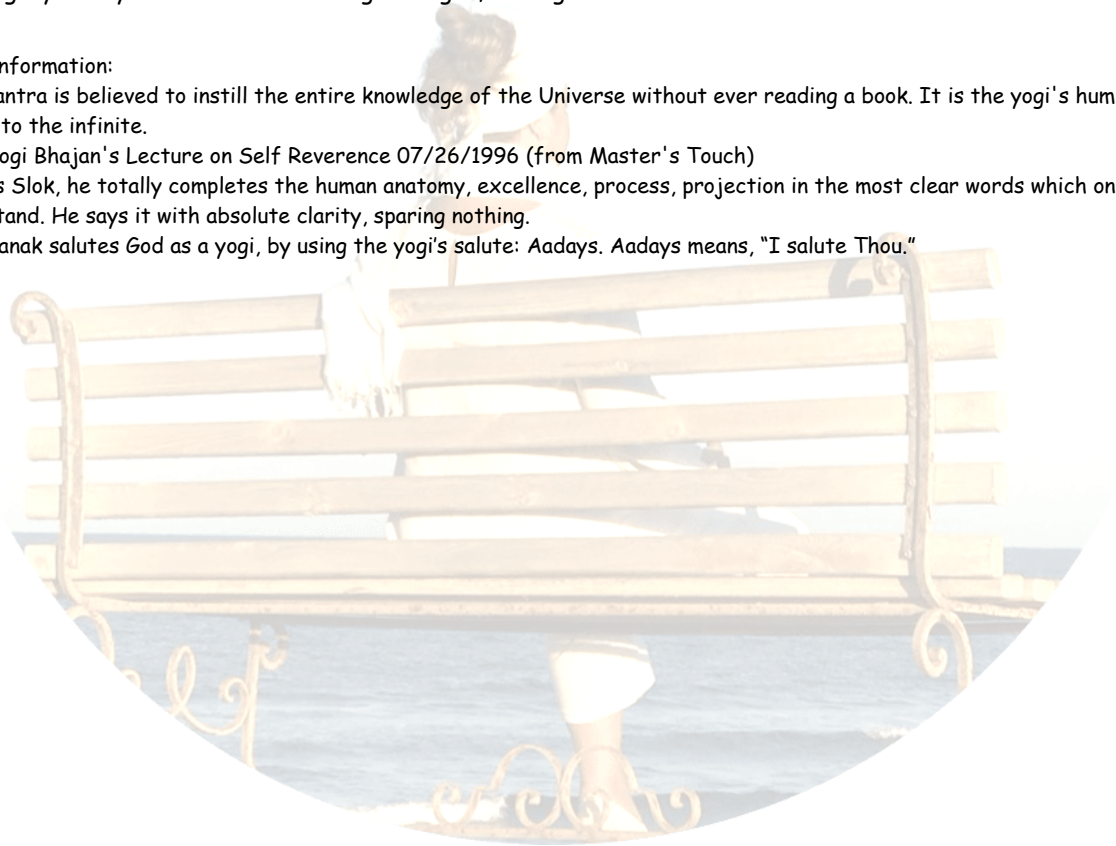 nformation:
antra is believed to instill the entire knowledge of the Universe without ever reading a book. It is the yogi's hum
to the infinite.
ogi Bhajan's Lecture on Self Reverence 07/26/1996 (from Master's Touch)
s Slok, he totally completes the human anatomy, excellence, process, projection in the most clear words which on
tand. He says it with absolute clarity, sparing nothing.
anak salutes God as a yogi, by using the yogi’s salute: Aadays. Aadays means, “I salute Thou.”